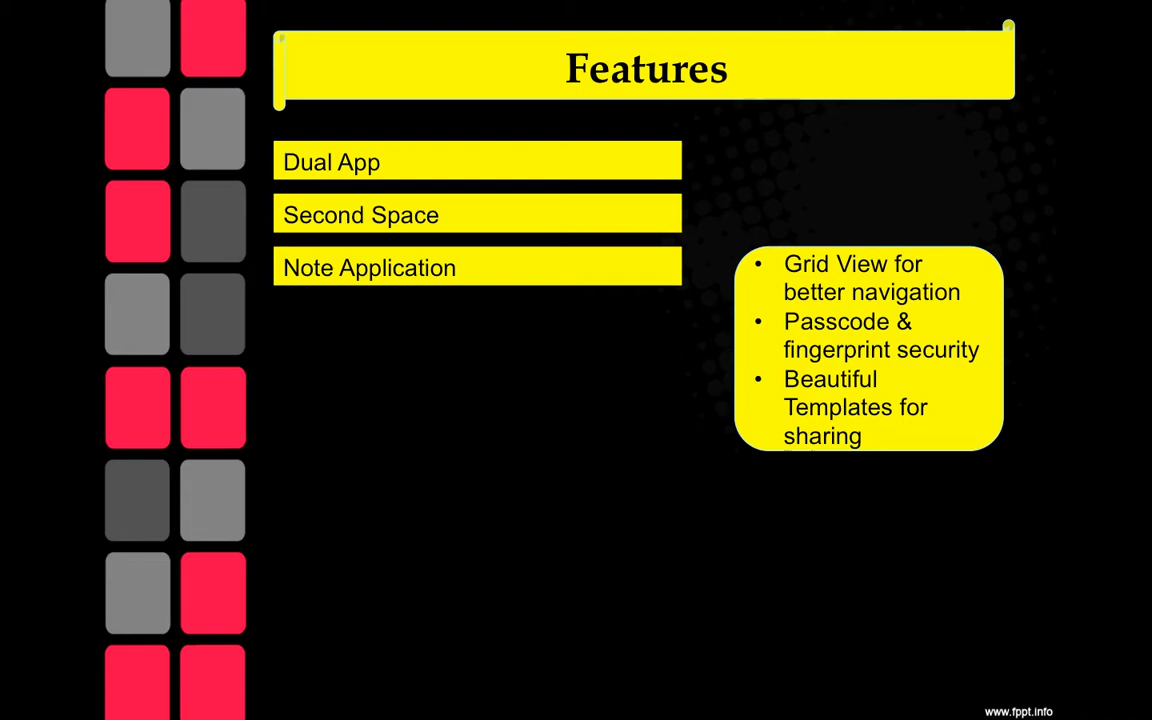 Features
Dual App
Second Space
Note Application
• Grid View for
better navigation
• Passcode &
fingerprint security
• Beautiful
Templates for
sharing
www.fppt.info